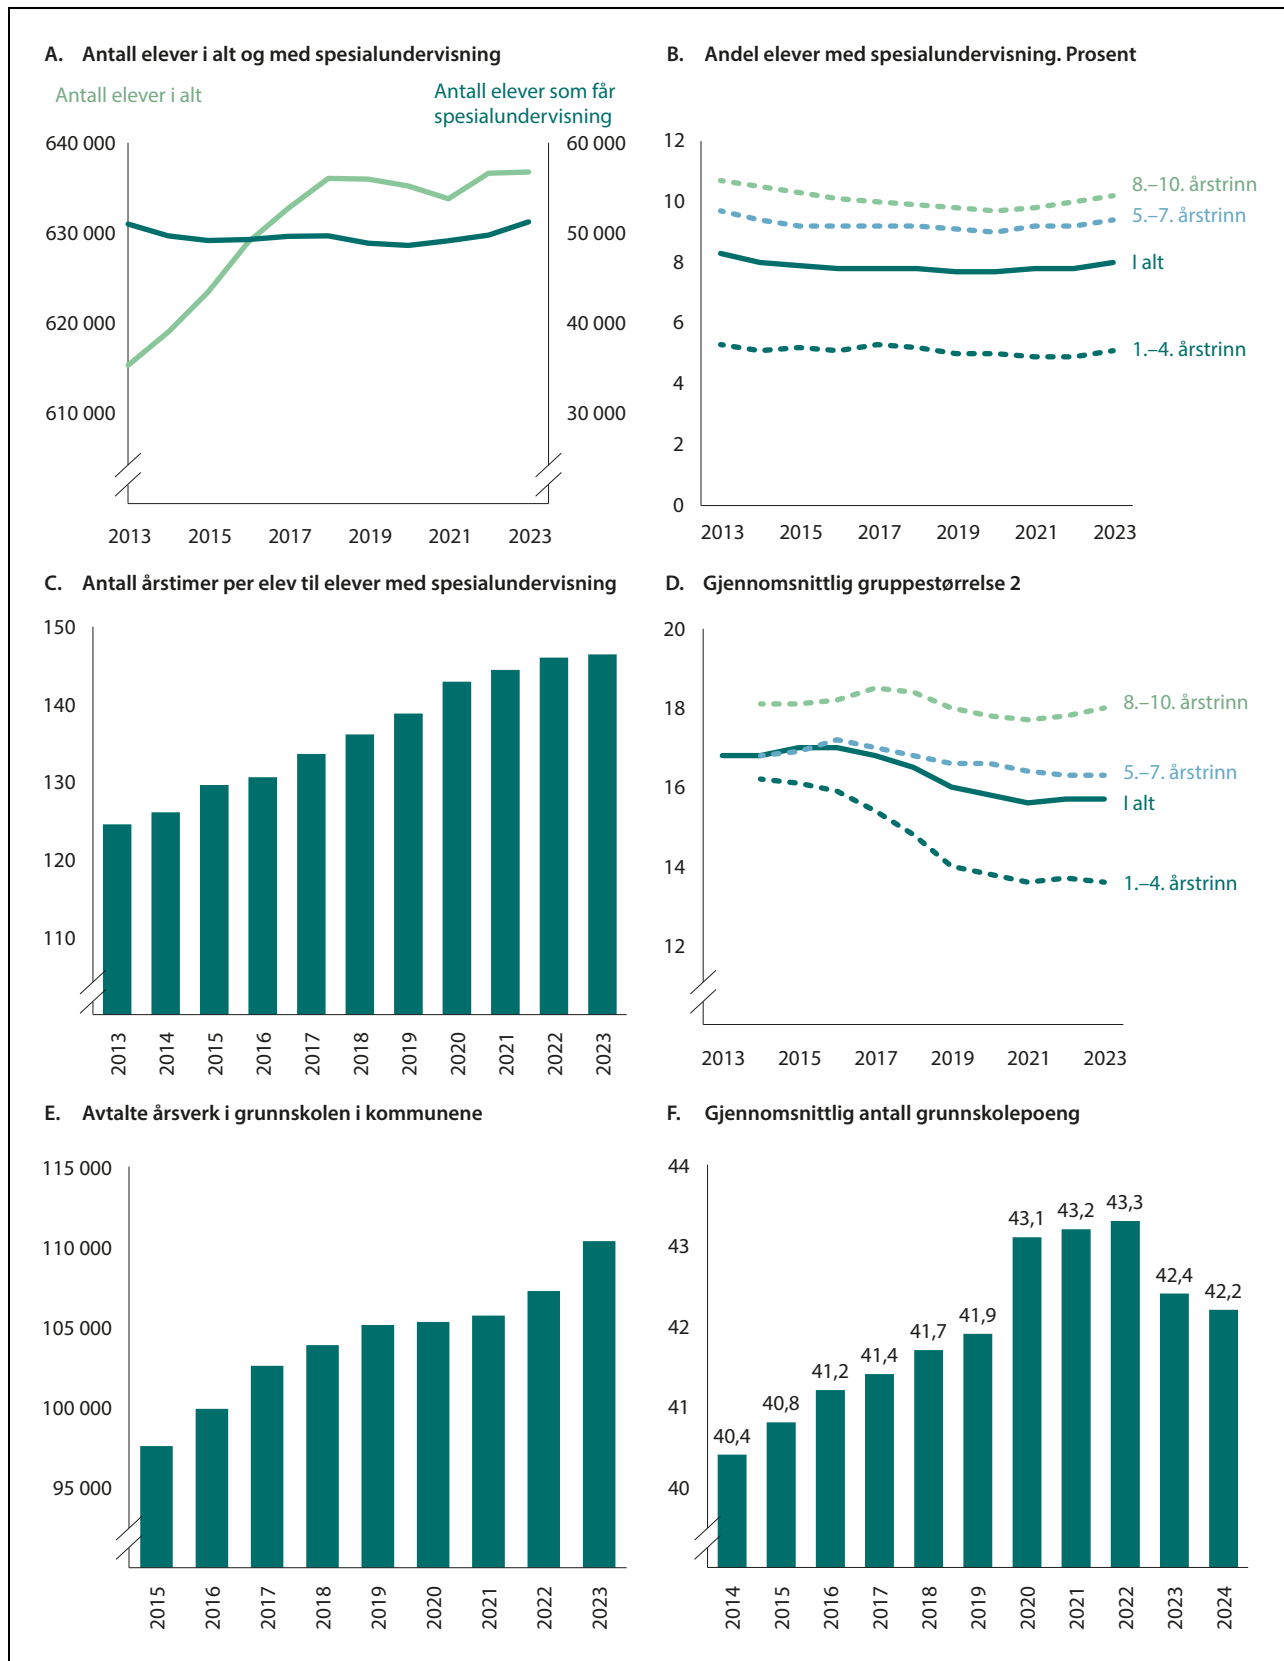 A. Antall elever i alt og med spesialundervisning
Antall elever i alt
Antall elever som får
spesialundervisning
640 000
630 000
620 000
610 000
60 000
50 000
40 000
30 000
2013 2015 2017 2019 2021 2023
B. Andel elever med spesialundervisning. Prosent
12
10
8
6
4
2
0
8.–10. årstrinn
5.–7. årstrinn
I alt
1.–4. årstrinn
2013 2015 2017 2019 2021 2023
C. Antall årstimer per elev til elever med spesialundervisning
150
140
130
120
110
2013 2014 2015 2016 2017 2018 2019 2020 2021 2022 2023
D. Gjennomsnittlig gruppestørrelse 2
20
18
16
14
12
8.–10. årstrinn
5.–7. årstrinn
I alt
1.–4. årstrinn
2013 2015 2017 2019 2021 2023
E. Avtalte årsverk i grunnskolen i kommunene
115 000
110 000
105 000
100 000
95 000
2015 2016 2017 2018 2019 2020 2021 2022 2023
F. Gjennomsnittlig antall grunnskolepoeng
44
43
42
41
40
40,4 40,8 41,2 41,4 41,7 41,9 43,1 43,2 43,3 42,4 42,2
2014 2015 2016 2017 2018 2019 2020 2021 2022 2023 2024